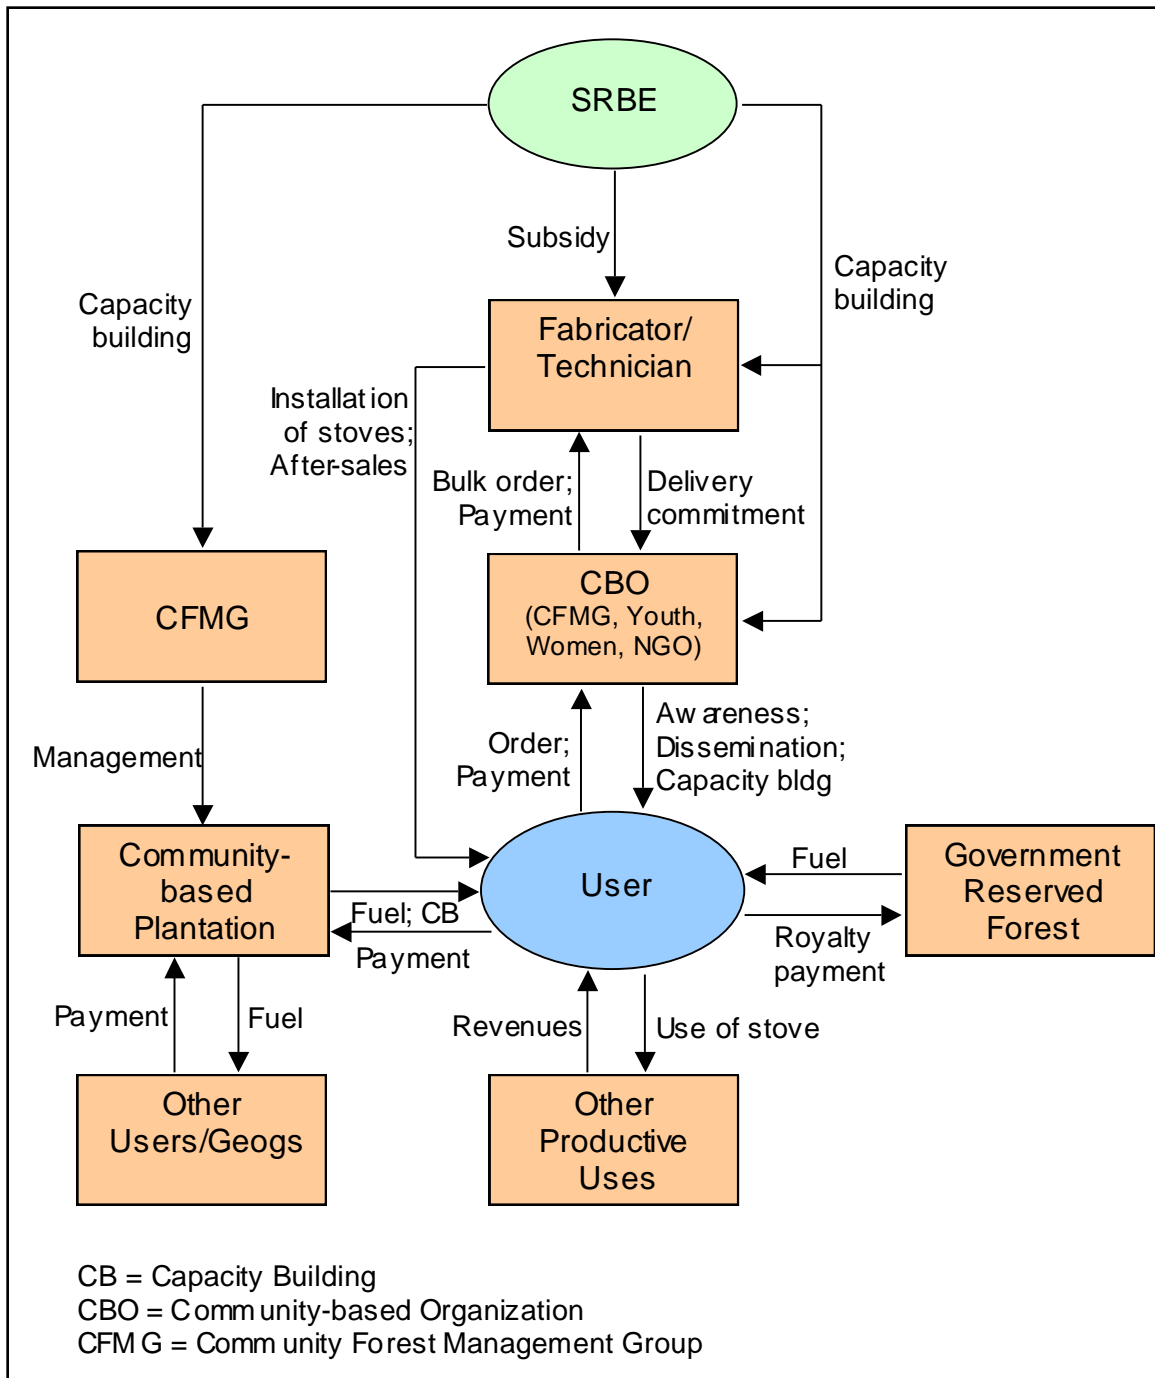 SRBE
Subsidy
Capacity
building
Capacity
building
Fabricator/
Technician
Installation
of stoves;
After-sales
Bulk order;
Payment
Delivery
commitment
CFMG
CBO
(CFMG, Youth,
Women, NGO)
Management
Order;
Payment
Awareness;
Dissemination;
Capacity bldg
Community-
based
Plantation
Fuel; CB
Payment
User
Fuel
Royalty
payment
Government
Reserved
Forest
Payment
Fuel
Revenues
Use of stove
Other
Users/Geogs
Other
Productive
Uses
CB = Capacity Building
CBO = Community-based Organization
CFMG = Community Forest Management Group